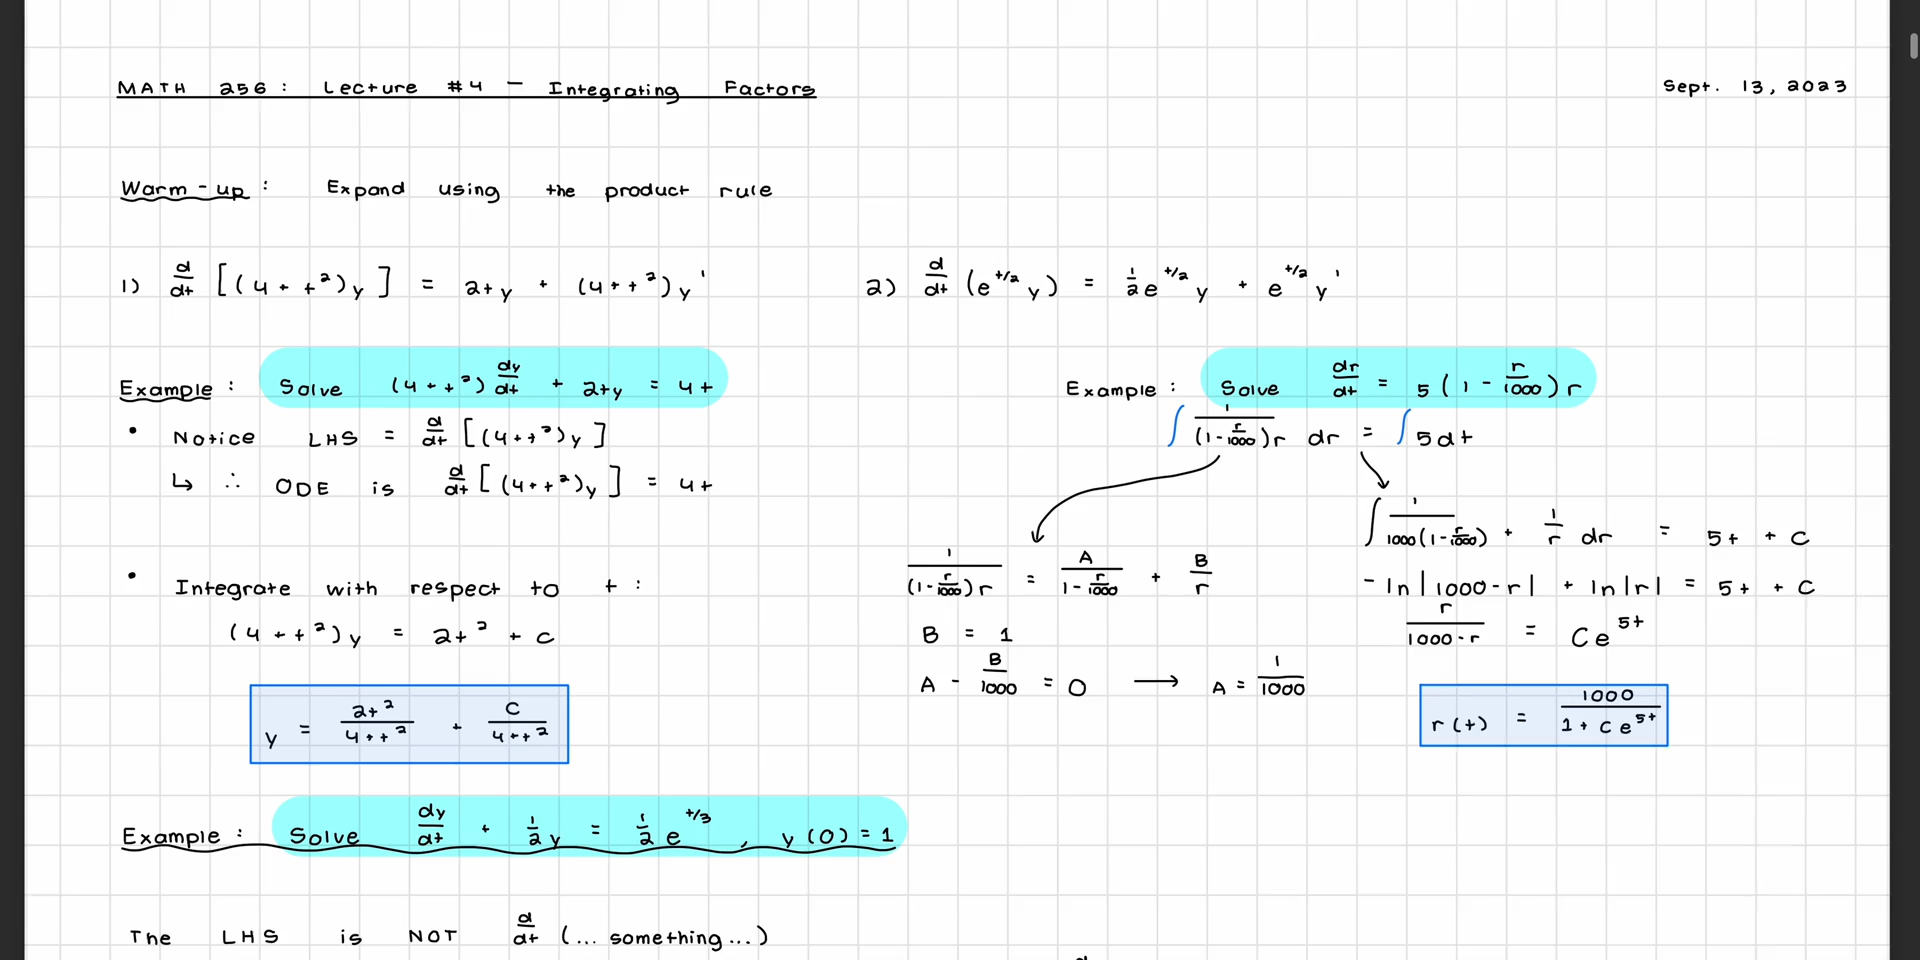 MATH 256: Lecture #4 - Integrating Factors
Sept. 13, 2023
Warm-up: Expand using the product rule
1) d/dt [(4+t²)y] = 2ty + (4+t²)y'
2) d/dt (e^(t/2) y) = 1/2 e^(t/2) y + e^(t/2) y'
Example: Solve (4+t²) dy/dt + 2ty = 4t
• Notice LHS = d/dt [(4+t²)y]
↳ ∴ ODE is d/dt [(4+t²)y] = 4t
• Integrate with respect to t:
(4+t²)y = 2t² + C
y = 2t²/(4+t²) + C/(4+t²)
Example: Solve dr/dt = 5(1 - r/1000)r
∫ 1/((1-r/1000)r) dr = ∫ 5dt
1/((1-r/1000)r) = A/(1-r/1000) + B/r
B = 1
A - B/1000 = 0 → A = 1/1000
∫ 1/(1000(1-r/1000)) + 1/r dr = 5t + C
-ln|1000-r| + ln|r| = 5t + C
r/(1000-r) = Ce^(5t)
r(t) = 1000/(1+Ce^(5t))
Example: Solve dy/dt + 1/2 y = 1/2 e^(t/3), y(0)=1
The LHS is NOT d/dt (...something...)